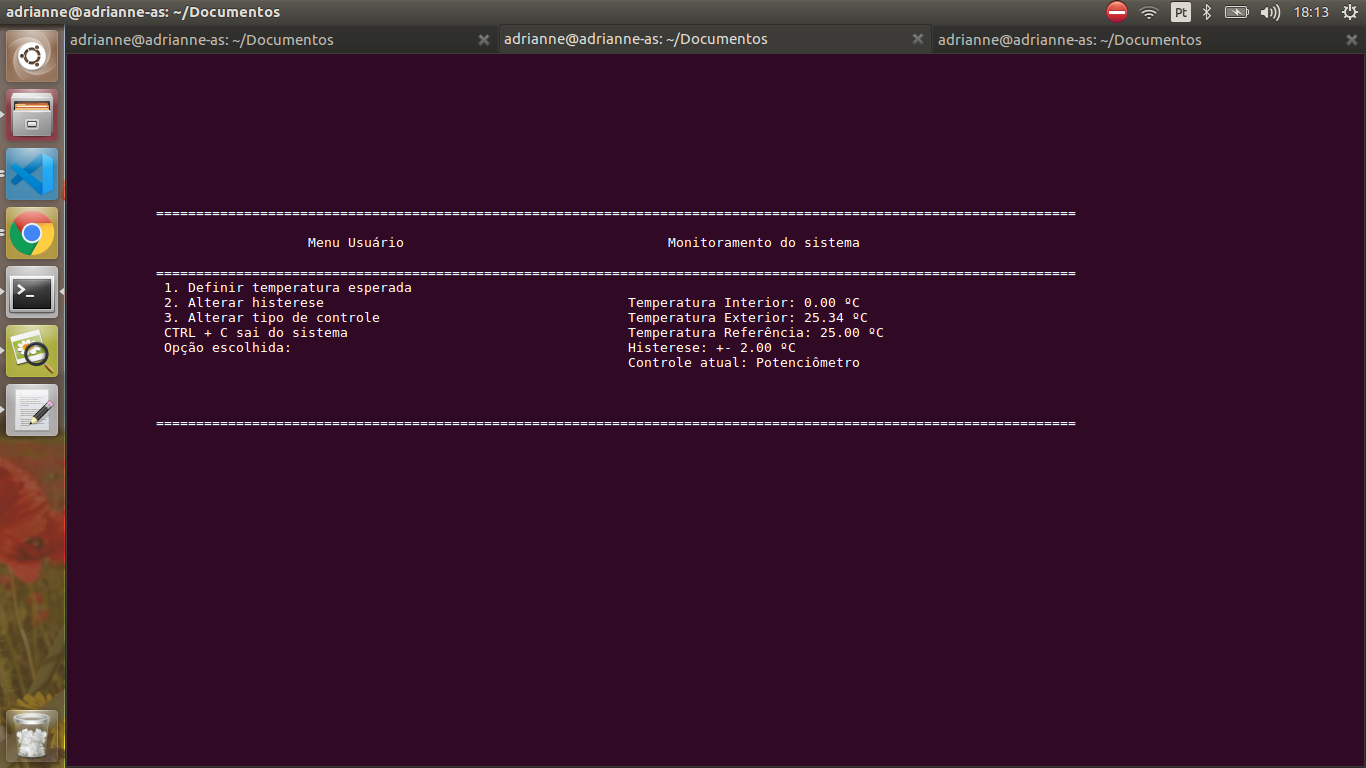 adrianne@adrianne-as: ~/Documentos
Pt
18:13
adrianne@adrianne-as: ~/Documentos
adrianne@adrianne-as: ~/Documentos
adrianne@adrianne-as: ~/Documentos
===================================================================================================================
Menu Usuário Monitoramento do sistema
===================================================================================================================
1. Definir temperatura esperada
2. Alterar histerese Temperatura Interior: 0.00 ºC
3. Alterar tipo de controle Temperatura Exterior: 25.34 ºC
CTRL + C sai do sistema Temperatura Referência: 25.00 ºC
Opção escolhida: Histerese: +- 2.00 ºC
Controle atual: Potenciômetro
===================================================================================================================